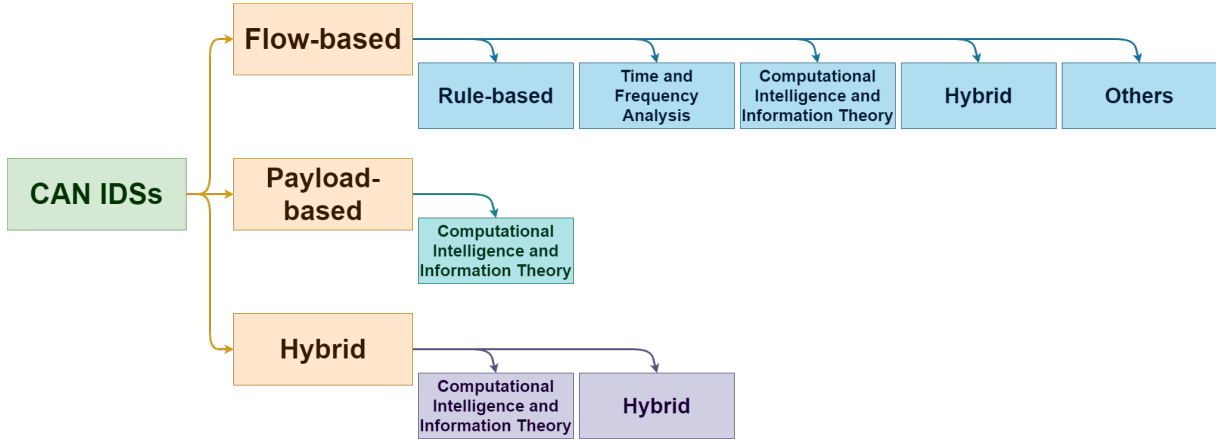 Flow-based
Rule-based
Time and
Frequency
Analysis
Computational
Intelligence and
Information Theory
Hybrid
Others
CAN IDSs
Payload-
based
Computational
Intelligence and
Information Theory
Hybrid
Computational
Intelligence and
Information Theory
Hybrid